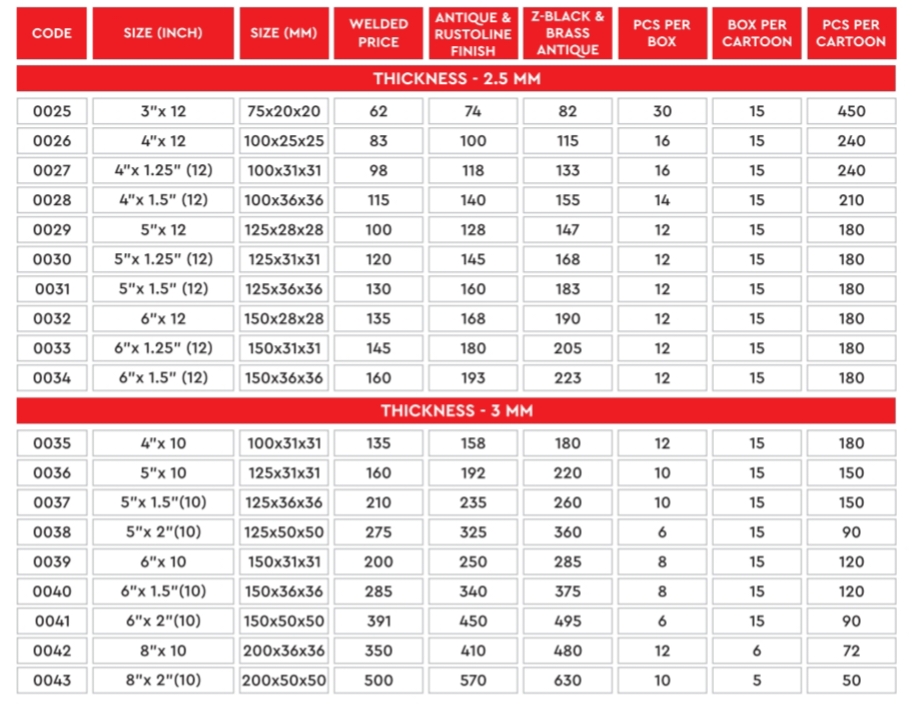 CODE SIZE (INCH) SIZE (MM) WELDED PRICE ANTIQUE & RUSTOLINE FINISH Z-BLACK & BRASS ANTIQUE PCS PER BOX BOX PER CARTOON PCS PER CARTOON
THICKNESS - 2.5 MM
0025 3"x 12 75x20x20 62 74 82 30 15 450
0026 4"x 12 100x25x25 83 100 115 16 15 240
0027 4"x 1.25" (12) 100x31x31 98 118 133 16 15 240
0028 4"x 1.5" (12) 100x36x36 115 140 155 14 15 210
0029 5"x 12 125x28x28 100 128 147 12 15 180
0030 5"x 1.25" (12) 125x31x31 120 145 168 12 15 180
0031 5"x 1.5" (12) 125x36x36 130 160 183 12 15 180
0032 6"x 12 150x28x28 135 168 190 12 15 180
0033 6"x 1.25" (12) 150x31x31 145 180 205 12 15 180
0034 6"x 1.5" (12) 150x36x36 160 193 223 12 15 180
THICKNESS - 3 MM
0035 4"x 10 100x31x31 135 158 180 12 15 180
0036 5"x 10 125x31x31 160 192 220 10 15 150
0037 5"x 1.5"(10) 125x36x36 210 235 260 10 15 150
0038 5"x 2"(10) 125x50x50 275 325 360 6 15 90
0039 6"x 10 150x31x31 200 250 285 8 15 120
0040 6"x 1.5"(10) 150x36x36 285 340 375 8 15 120
0041 6"x 2"(10) 150x50x50 391 450 495 6 15 90
0042 8"x 10 200x36x36 350 410 480 12 6 72
0043 8"x 2"(10) 200x50x50 500 570 630 10 5 50